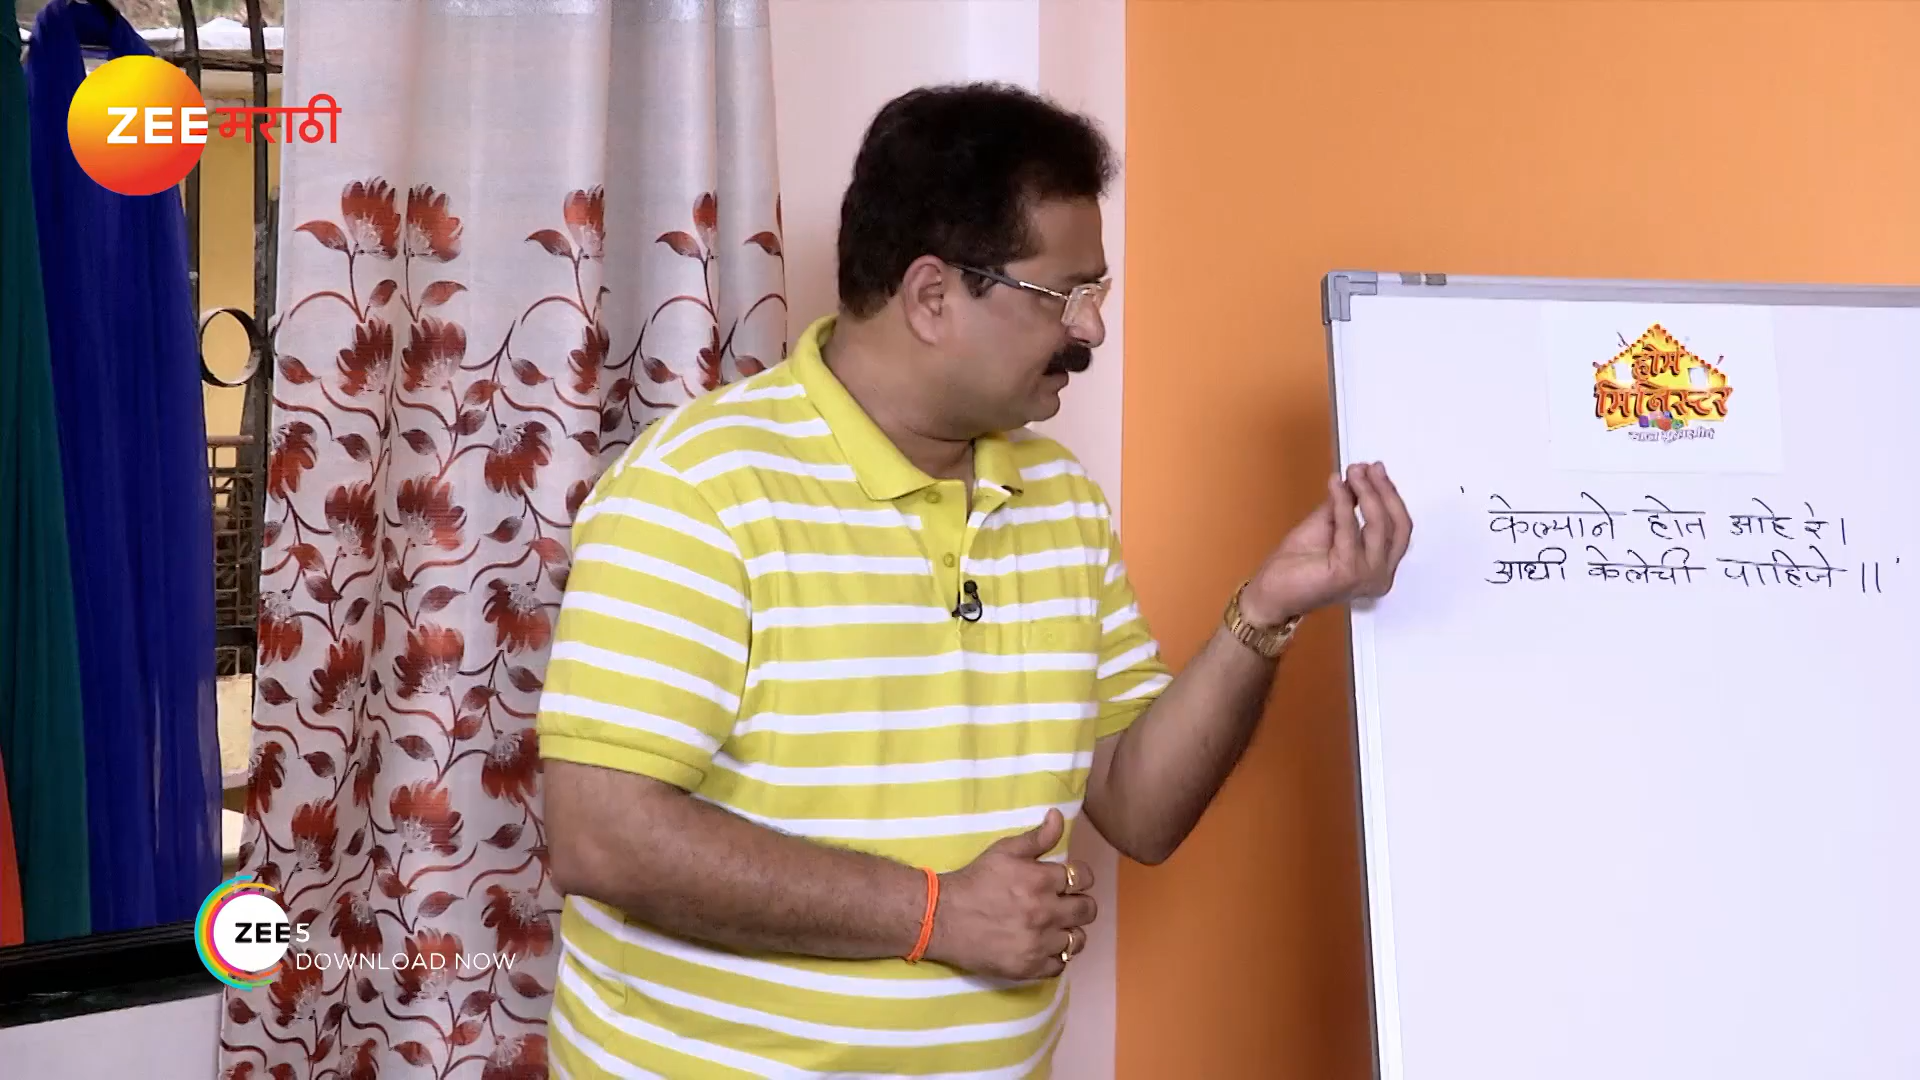 ZEE मराठी
होम
मिनिस्टर
' केल्याने होत आहे रे।
आधी केलेची पाहिजे ॥ '
ZEE5
DOWNLOAD NOW